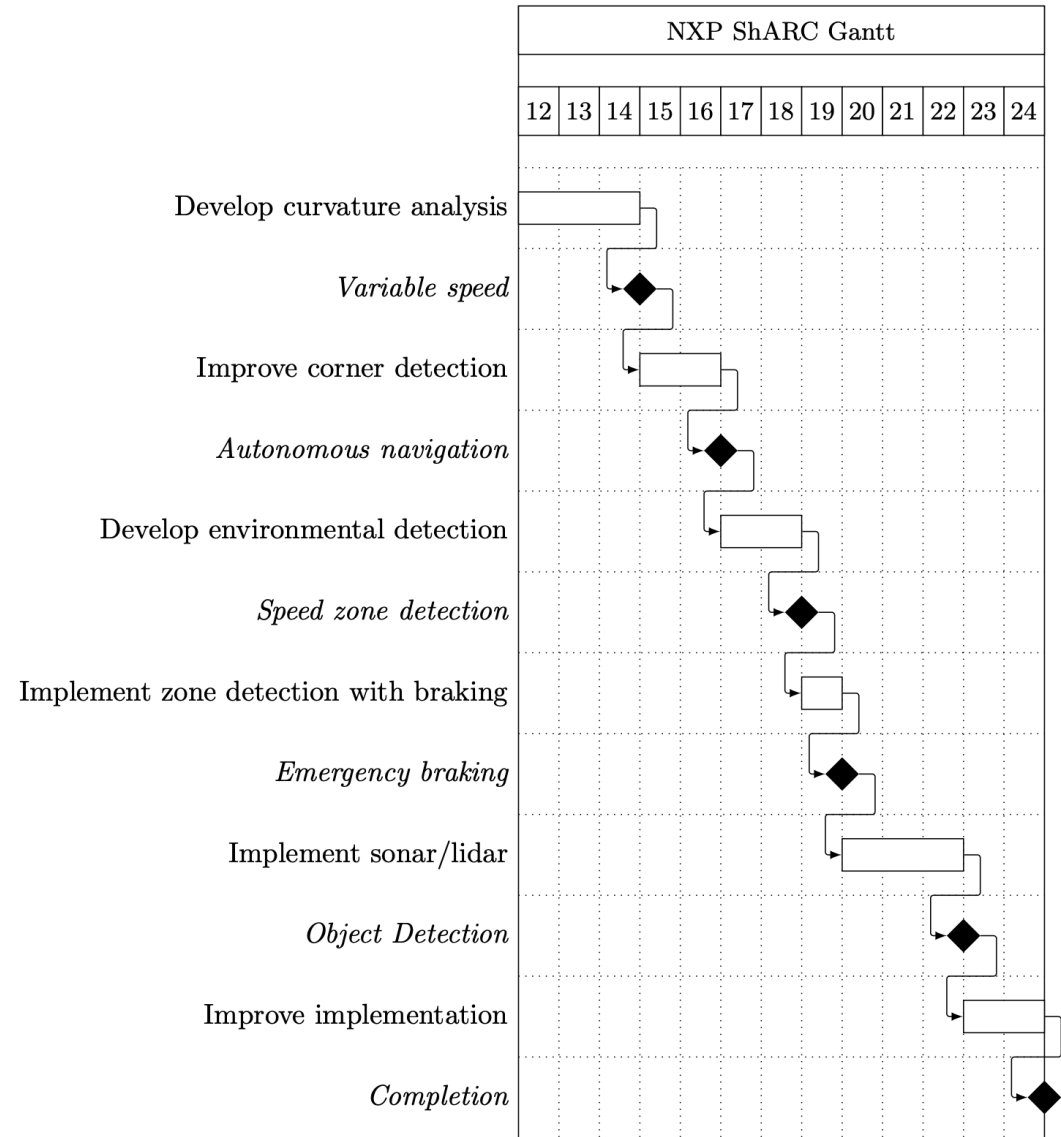 NXP ShARC Gantt
12 13 14 15 16 17 18 19 20 21 22 23 24
Develop curvature analysis
Variable speed
Improve corner detection
Autonomous navigation
Develop environmental detection
Speed zone detection
Implement zone detection with braking
Emergency braking
Implement sonar/lidar
Object Detection
Improve implementation
Completion